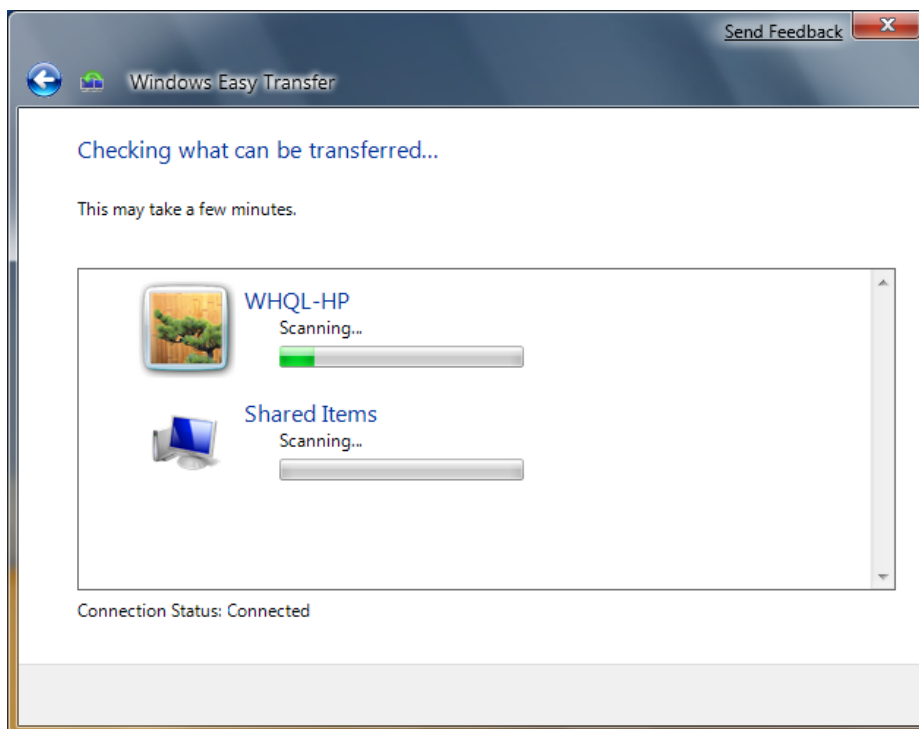 Send Feedback
Windows Easy Transfer
Checking what can be transferred...
This may take a few minutes.
WHQL-HP
Scanning...
Shared Items
Scanning...
Connection Status: Connected